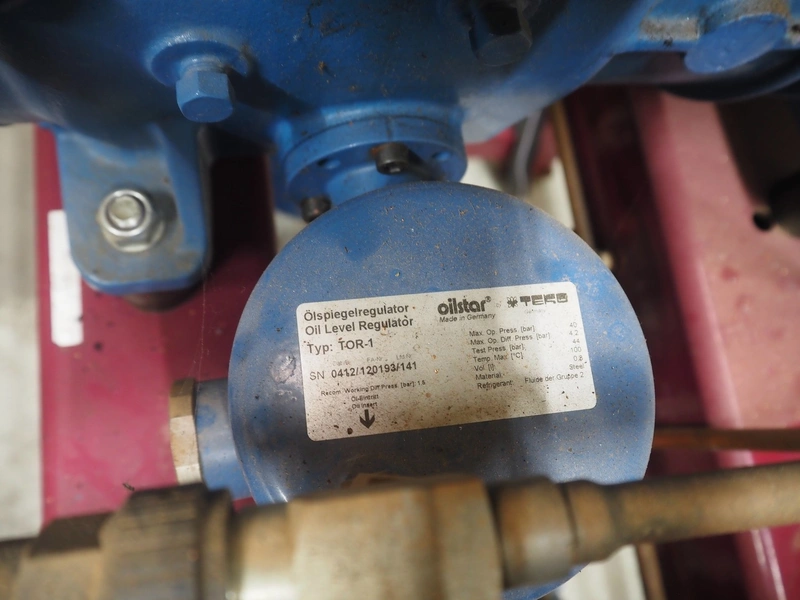 Ölspiegelregulator
Oil Level Regulator
Typ: TOR-1
SN 0412/120193/141
Recom. Working Diff.Press. [bar]: 1,5
Öl-Eintritt
Oil Insert
oilstar®
Made in Germany
TEKO
Max. Op. Press. [bar] 40
Max. Op. Diff. Press. [bar] 4,2
Test Press. [bar] 44
Temp. Max. [°C] 100
Vol. [l] 0,8
Material: Steel
Refrigerant: Fluide der Gruppe 2